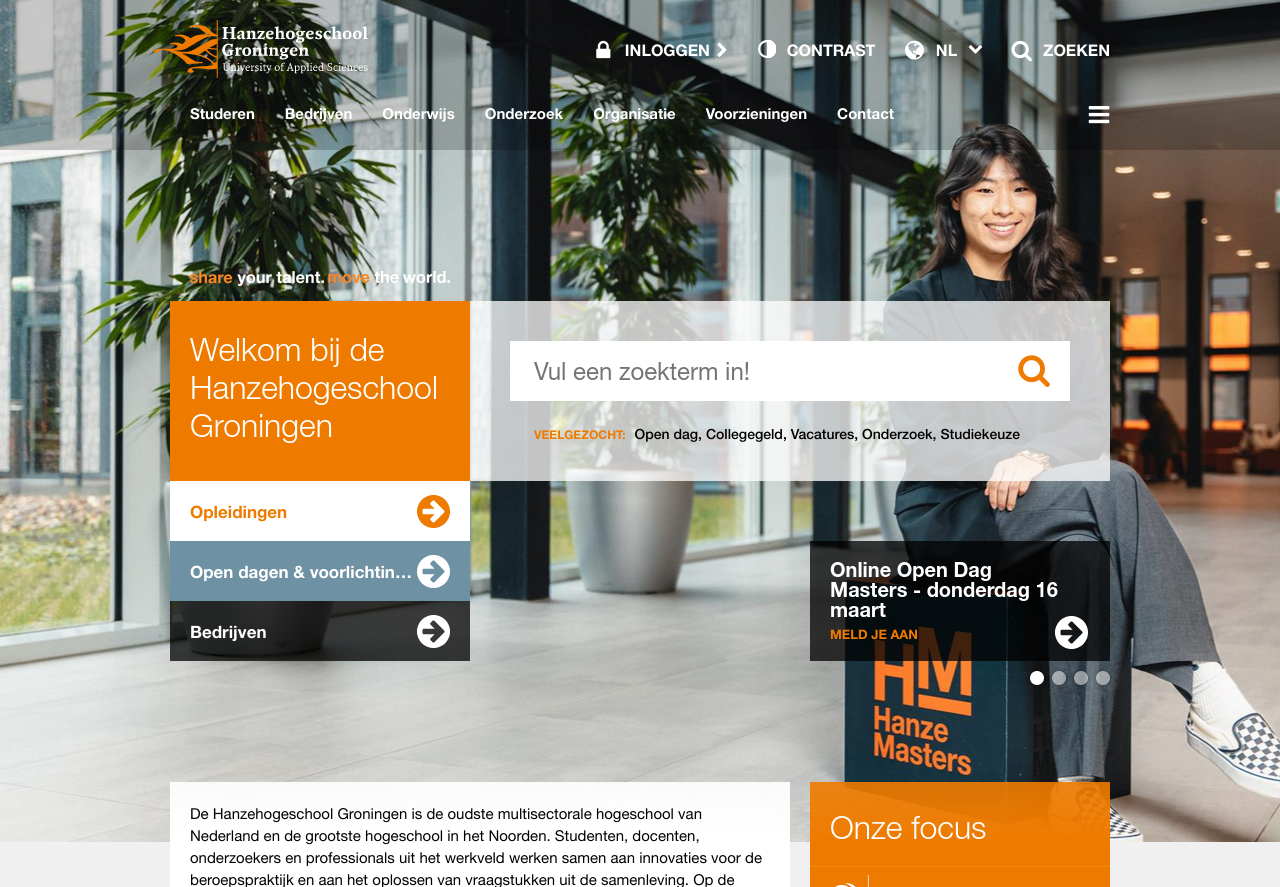 Hanzehogeschool
Groningen
University of Applied Sciences
INLOGGEN
CONTRAST
NL
ZOEKEN
Studeren
Bedrijven
Onderwijs
Onderzoek
Organisatie
Voorzieningen
Contact
share your talent. move the world.
Welkom bij de
Hanzehogeschool
Groningen
Vul een zoekterm in!
VEELGEZOCHT: Open dag, Collegegeld, Vacatures, Onderzoek, Studiekeuze
Opleidingen
Open dagen & voorlichtin...
Bedrijven
Online Open Dag
Masters - donderdag 16
maart
MELD JE AAN
HM
Hanze
Masters
De Hanzehogeschool Groningen is de oudste multisectorale hogeschool van
Nederland en de grootste hogeschool in het Noorden. Studenten, docenten,
onderzoekers en professionals uit het werkveld werken samen aan innovaties voor de
beroepspraktijk en aan het oplossen van vraagstukken uit de samenleving. Op de
Onze focus